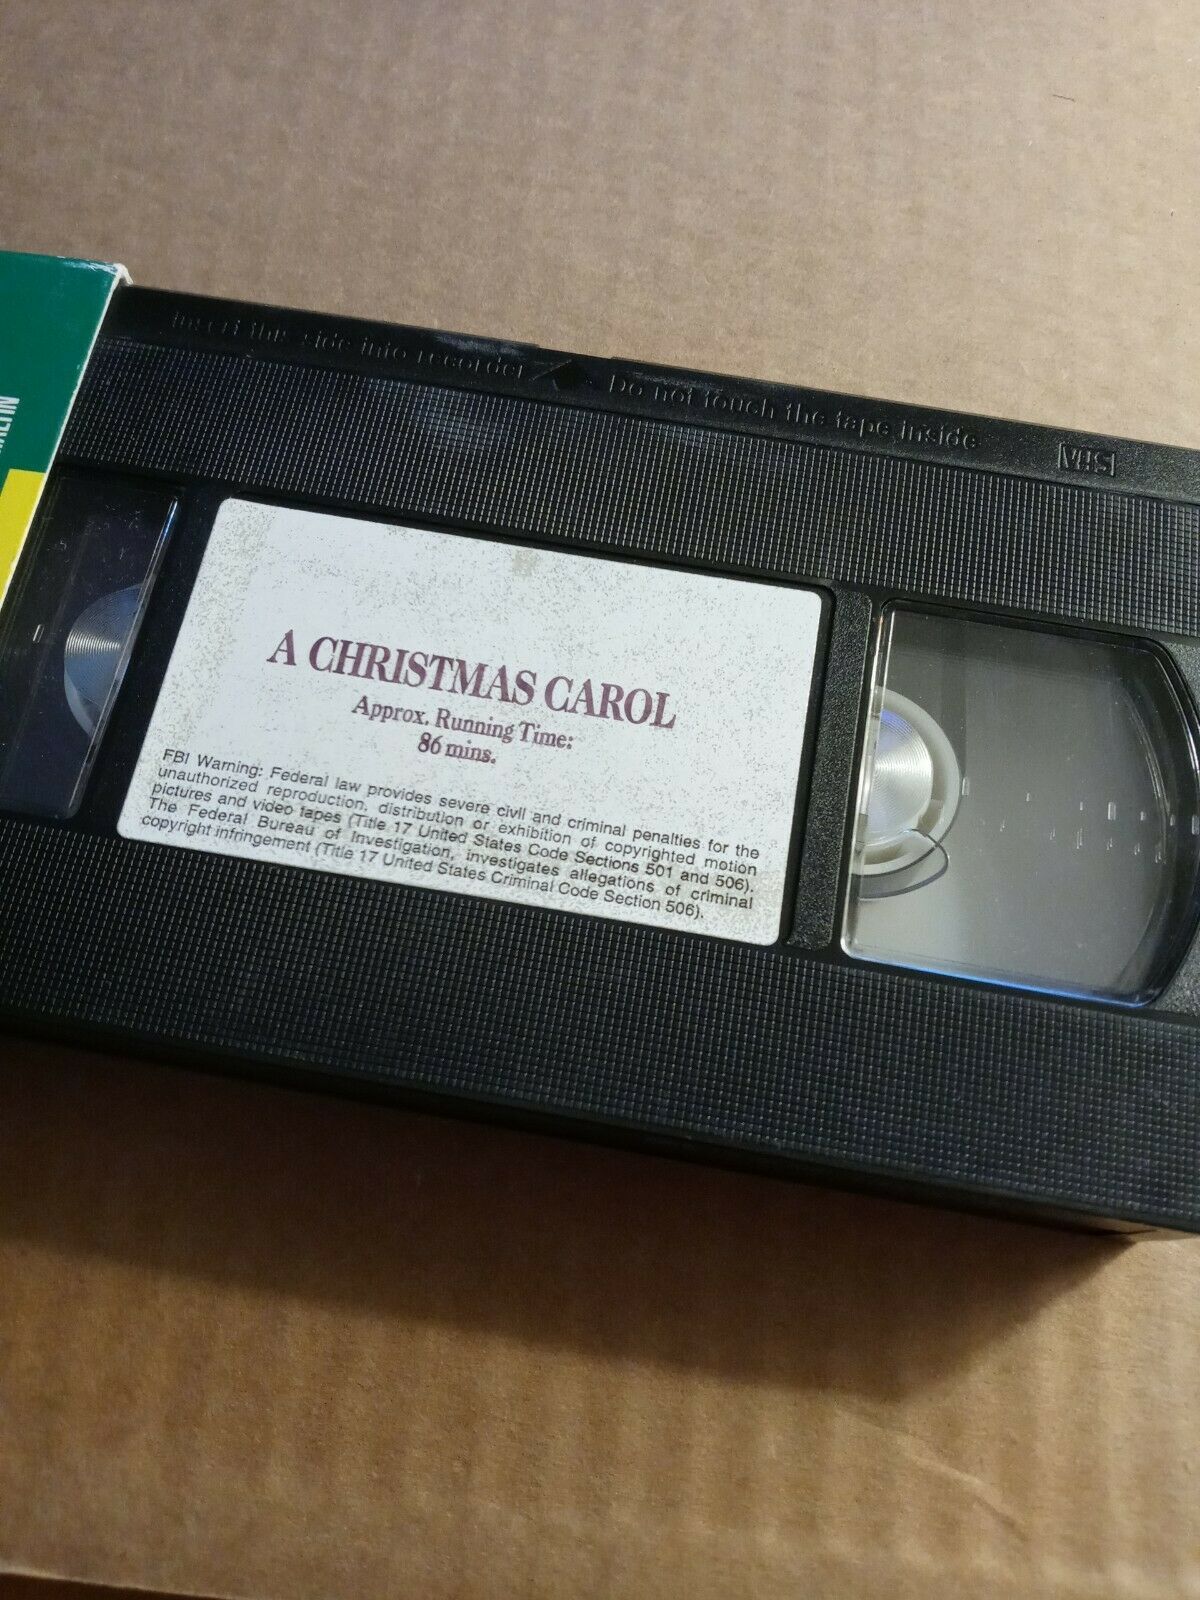 Insert this side into recorder Do not touch the tape inside VHS
A CHRISTMAS CAROL
Approx. Running Time:
86 mins.
FBI Warning: Federal law provides severe civil and criminal penalties for the
unauthorized reproduction, distribution or exhibition of copyrighted motion
pictures and video tapes (Title 17 United States Code Sections 501 and 506).
The Federal Bureau of Investigation, investigates allegations of criminal
copyright infringement (Title 17 United States Criminal Code Section 506).